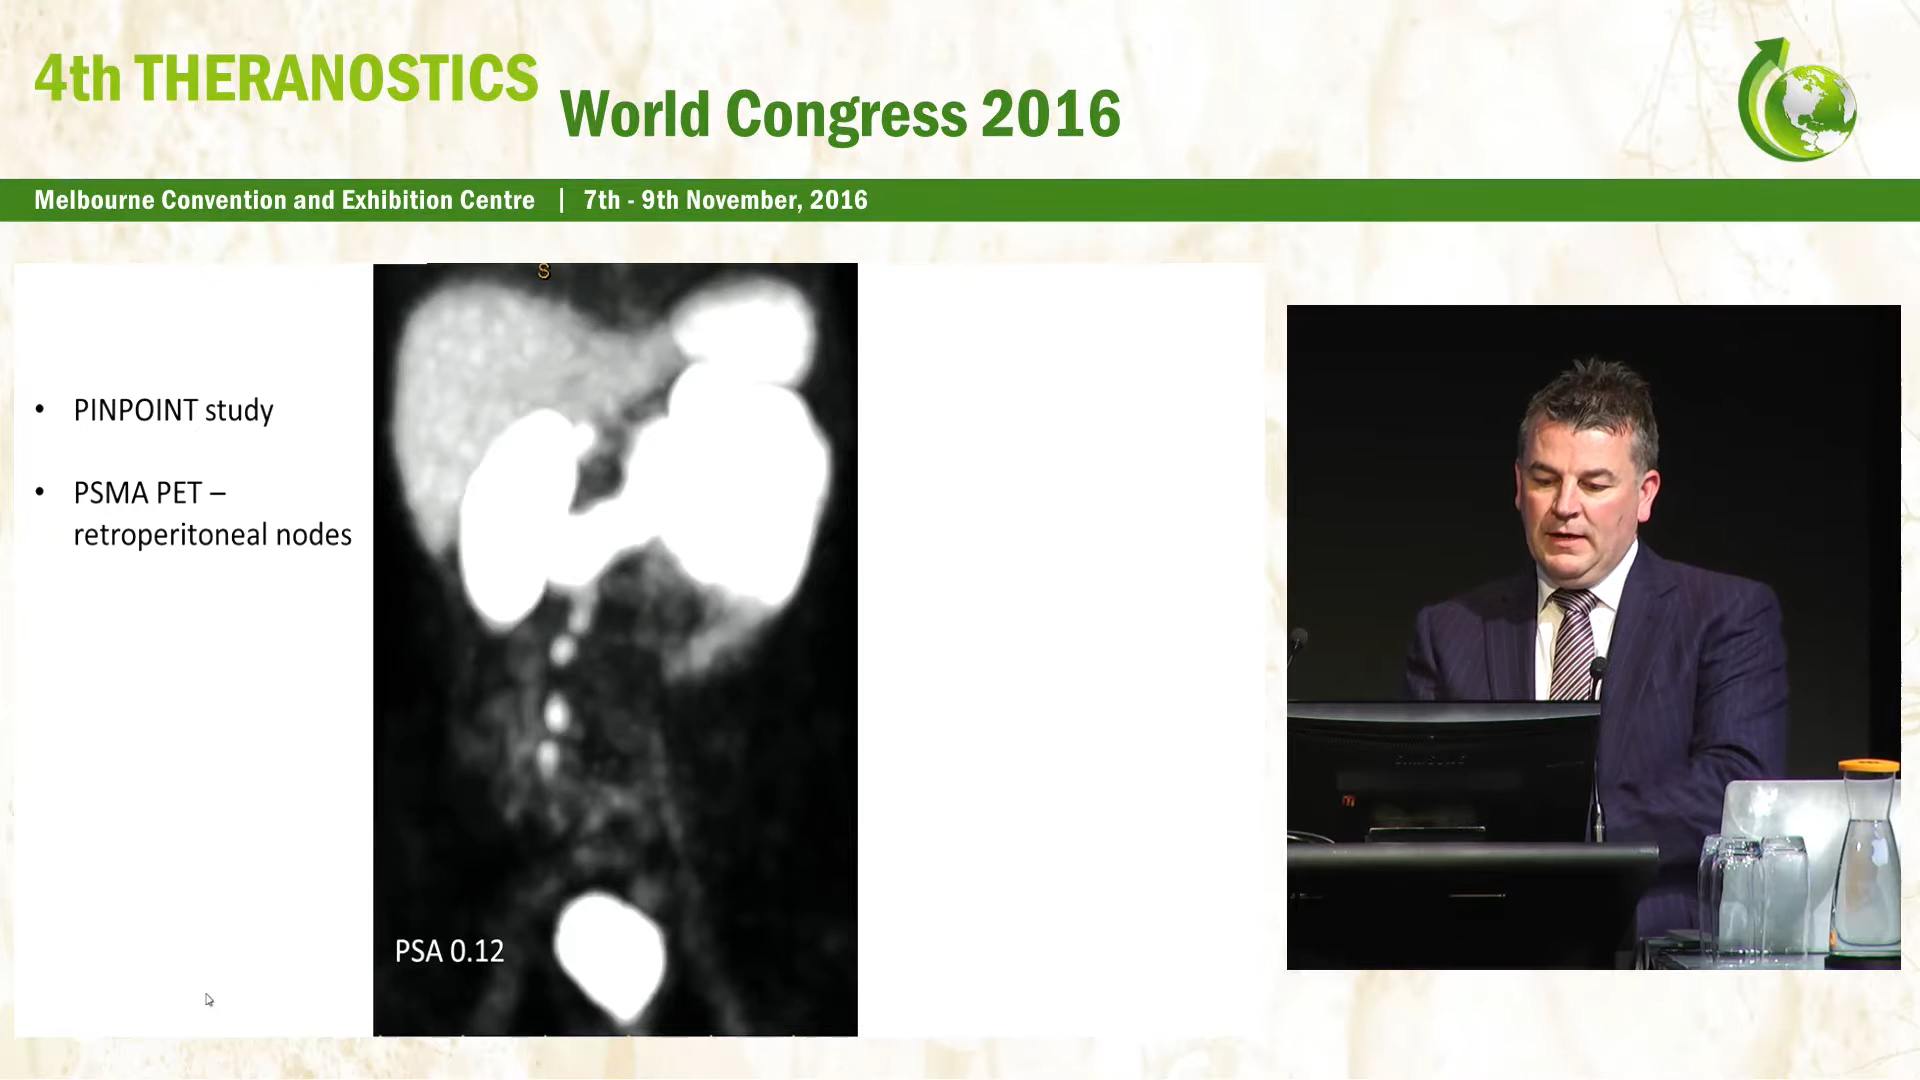 4th THERANOSTICS
World Congress 2016
Melbourne Convention and Exhibition Centre | 7th - 9th November, 2016
S
• PINPOINT study
• PSMA PET –
retroperitoneal nodes
PSA 0.12
SAMSUNG